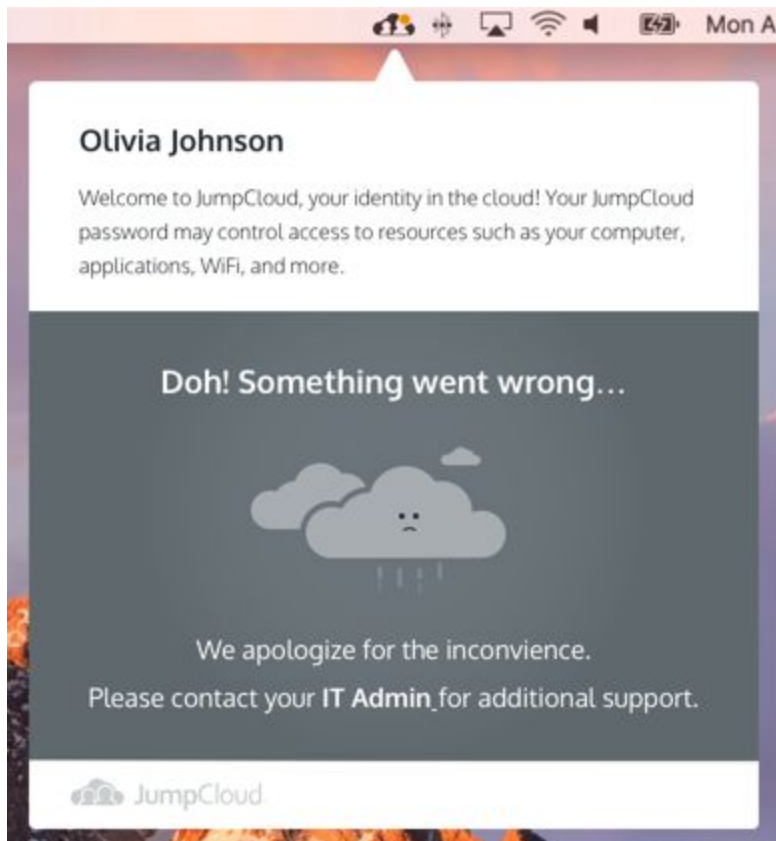 Mon A
Olivia Johnson
Welcome to JumpCloud, your identity in the cloud! Your JumpCloud
password may control access to resources such as your computer,
applications, WiFi, and more.
Doh! Something went wrong...
We apologize for the inconvience.
Please contact your IT Admin for additional support.
JumpCloud